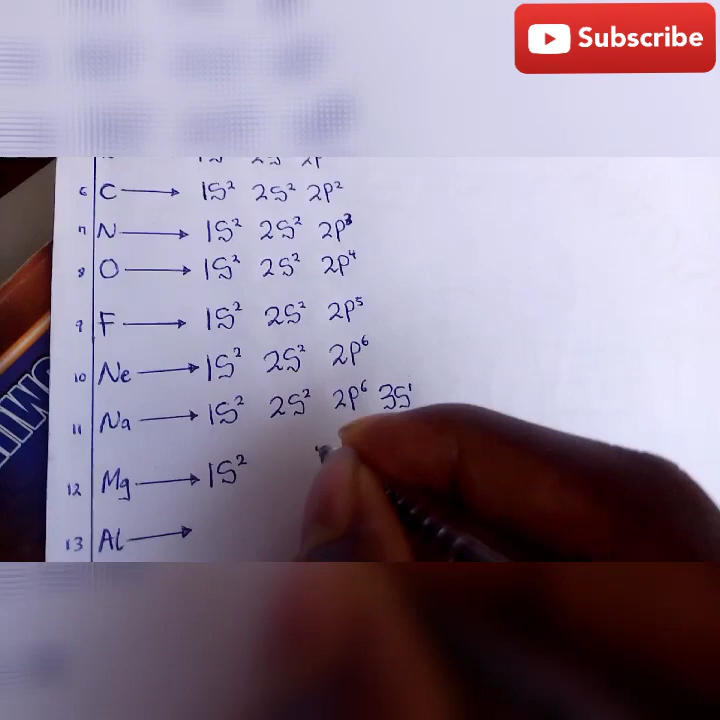 Subscribe
6 C → 1S² 2S² 2P²
7 N → 1S² 2S² 2P³
8 O → 1S² 2S² 2P⁴
9 F → 1S² 2S² 2P⁵
10 Ne → 1S² 2S² 2P⁶
11 Na → 1S² 2S² 2P⁶ 3S¹
12 Mg → 1S²
13 Al →